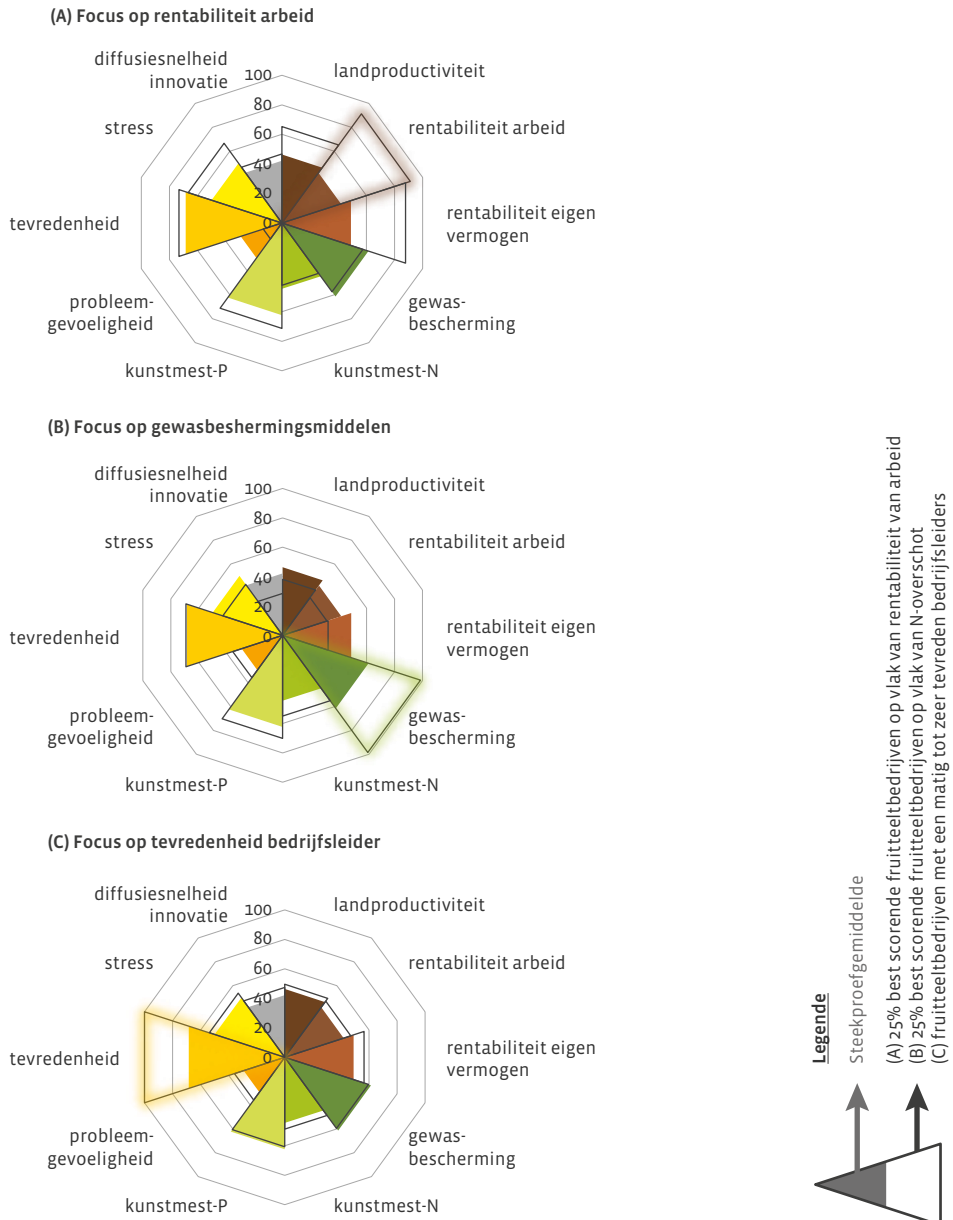 (A) Focus op rentabiliteit arbeid
diffusiesnelheid
innovatie
100
landproductiviteit
80
stress
rentabiliteit arbeid
60
40
20
tevredenheid
0
rentabiliteit eigen
vermogen
probleem-
gevoeligheid
gewas-
bescherming
kunstmest-P
kunstmest-N
(B) Focus op gewasbeshermingsmiddelen
diffusiesnelheid
innovatie
100
landproductiviteit
80
stress
rentabiliteit arbeid
60
40
20
tevredenheid
0
rentabiliteit eigen
vermogen
probleem-
gevoeligheid
gewas-
bescherming
kunstmest-P
kunstmest-N
(C) Focus op tevredenheid bedrijfsleider
diffusiesnelheid
innovatie
100
landproductiviteit
80
stress
rentabiliteit arbeid
60
40
20
tevredenheid
0
rentabiliteit eigen
vermogen
probleem-
gevoeligheid
gewas-
bescherming
kunstmest-P
kunstmest-N
Legende
Steekproefgemiddelde
(A) 25% best scorende fruitteeltbedrijven op vlak van rentabiliteit van arbeid
(B) 25% best scorende fruitteeltbedrijven op vlak van N-overschot
(C) fruitteeltbedrijven met een matig tot zeer tevreden bedrijfsleiders